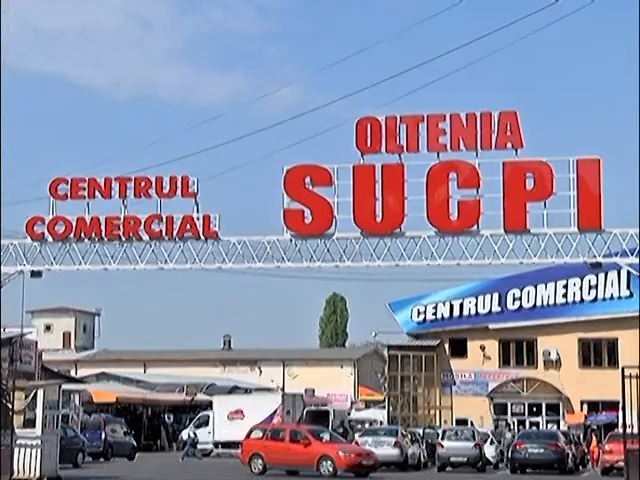 CENTRUL
COMERCIAL
OLTENIA
SUCPI
CENTRUL COMERCIAL